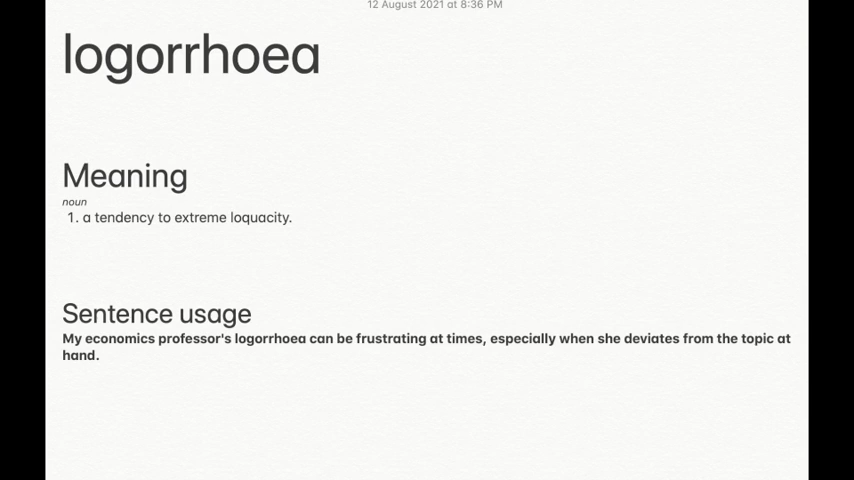 12 August 2021 at 8:36 PM
logorrhoea
Meaning
noun
1. a tendency to extreme loquacity.
Sentence usage
My economics professor's logorrhoea can be frustrating at times, especially when she deviates from the topic at
hand.